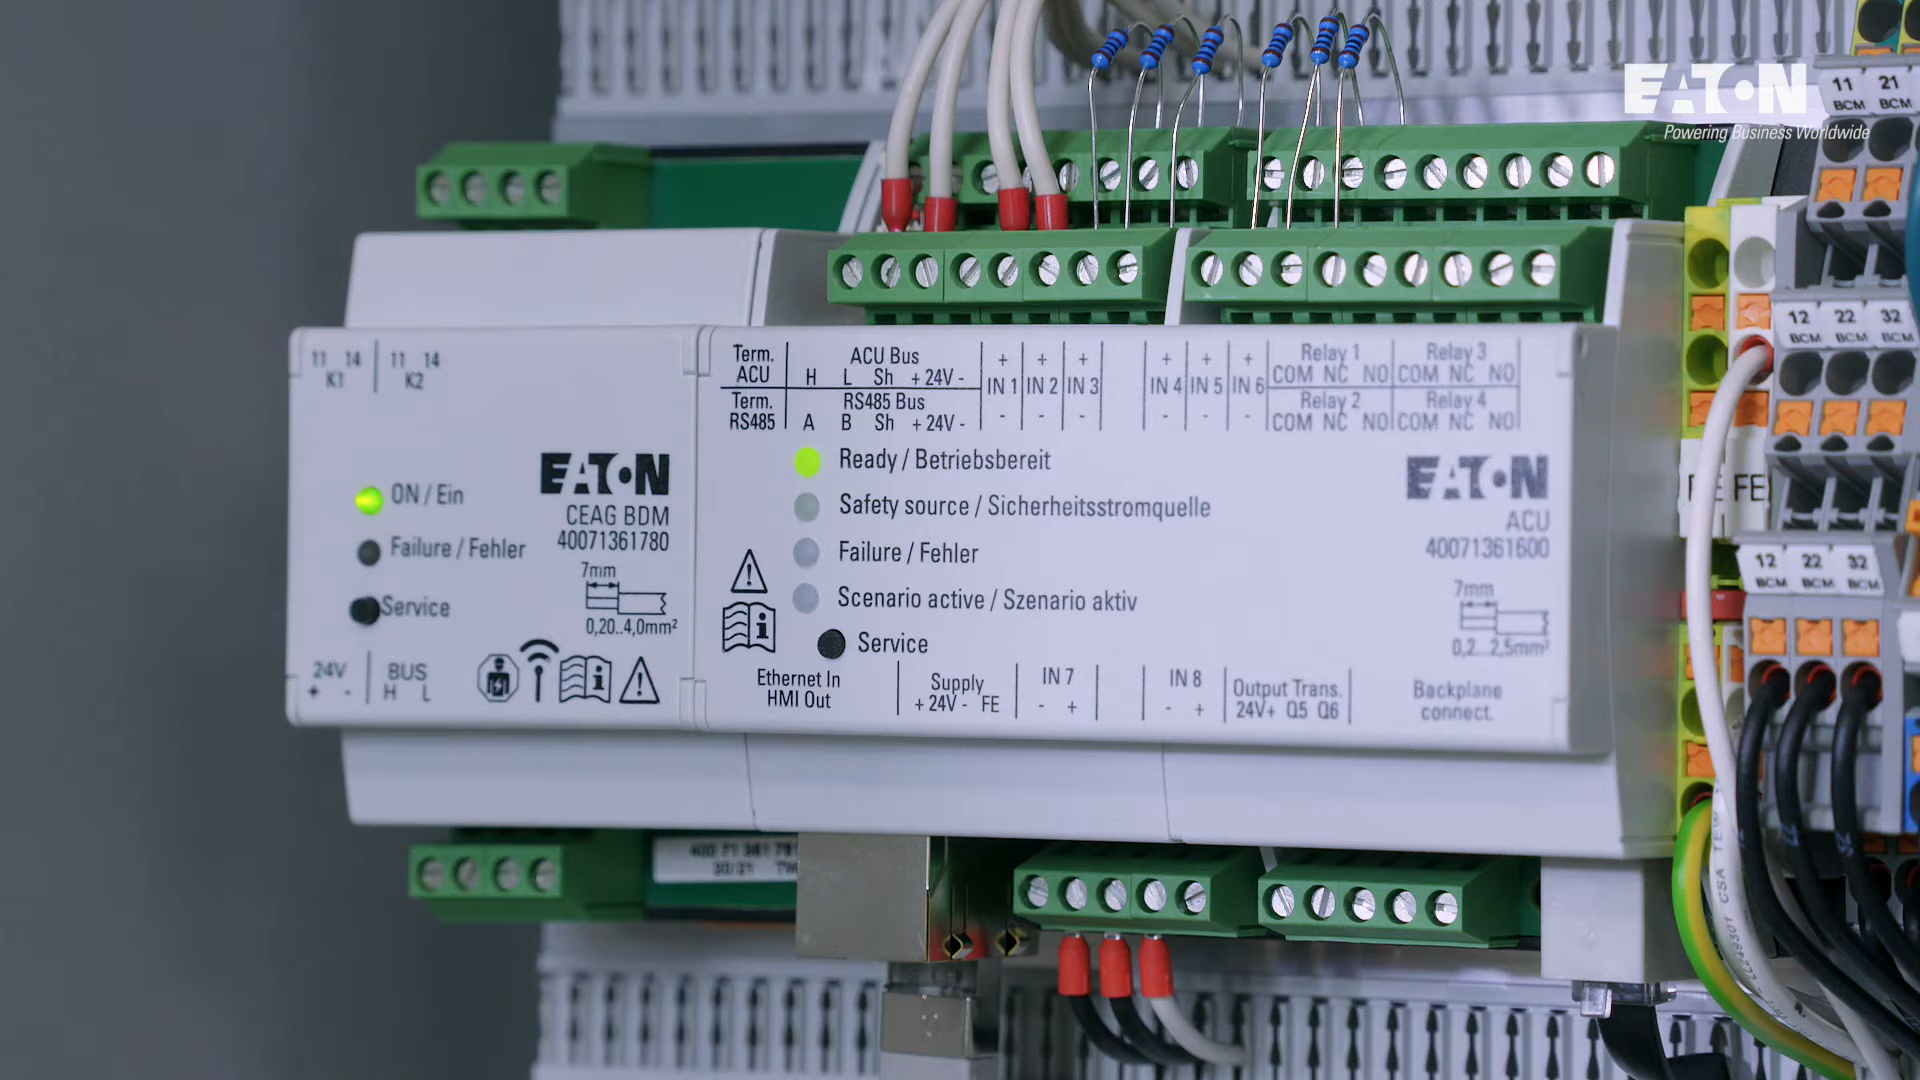 EATON
Powering Business Worldwide
11 21
BCM BCM
12 22 32
BCM BCM BCM
11 14 11 14
K1 K2
ON / Ein
Failure / Fehler
Service
EATON
CEAG BDM
40071361780
7mm
0,20..4,0mm²
24V BUS
+ - H L
Term. ACU Bus
ACU H L Sh + 24V -
Term. RS485 Bus
RS485 A B Sh + 24V -
+ + + + + +
IN 1 IN 2 IN 3 IN 4 IN 5 IN 6
- - - - - -
Relay 1 Relay 3
COM NC NO COM NC NO
Relay 2 Relay 4
COM NC NO COM NC NO
Ready / Betriebsbereit
Safety source / Sicherheitsstromquelle
Failure / Fehler
Scenario active / Szenario aktiv
Service
EATON
ACU
40071361600
7mm
0,2...2,5mm²
Ethernet In
HMI Out
Supply
+ 24V - FE
IN 7
- +
IN 8
- +
Output Trans.
24V+ Q5 Q6
Backplane
connect.
FE
12 22 32
BCM BCM BCM
20/21
CSA TEW